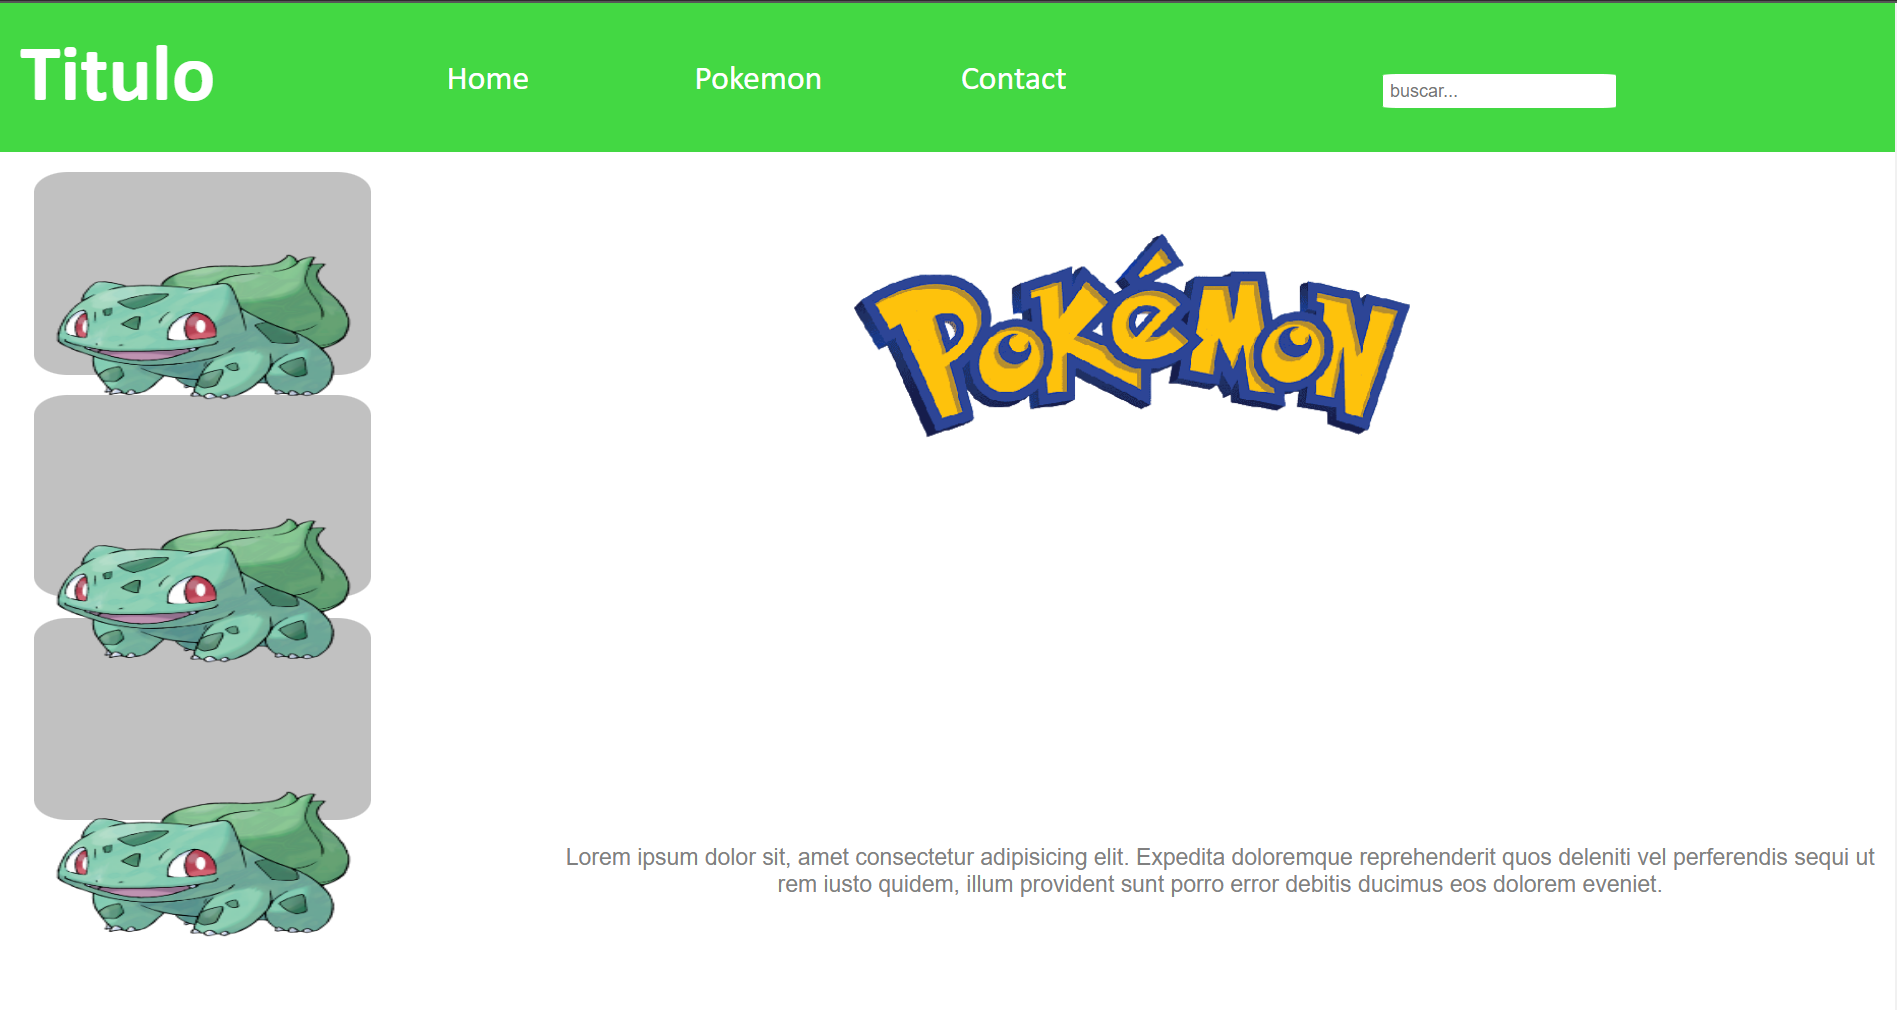 Titulo
Home
Pokemon
Contact
buscar...
POKéMON
Lorem ipsum dolor sit, amet consectetur adipisicing elit. Expedita doloremque reprehenderit quos deleniti vel perferendis sequi ut
rem iusto quidem, illum provident sunt porro error debitis ducimus eos dolorem eveniet.